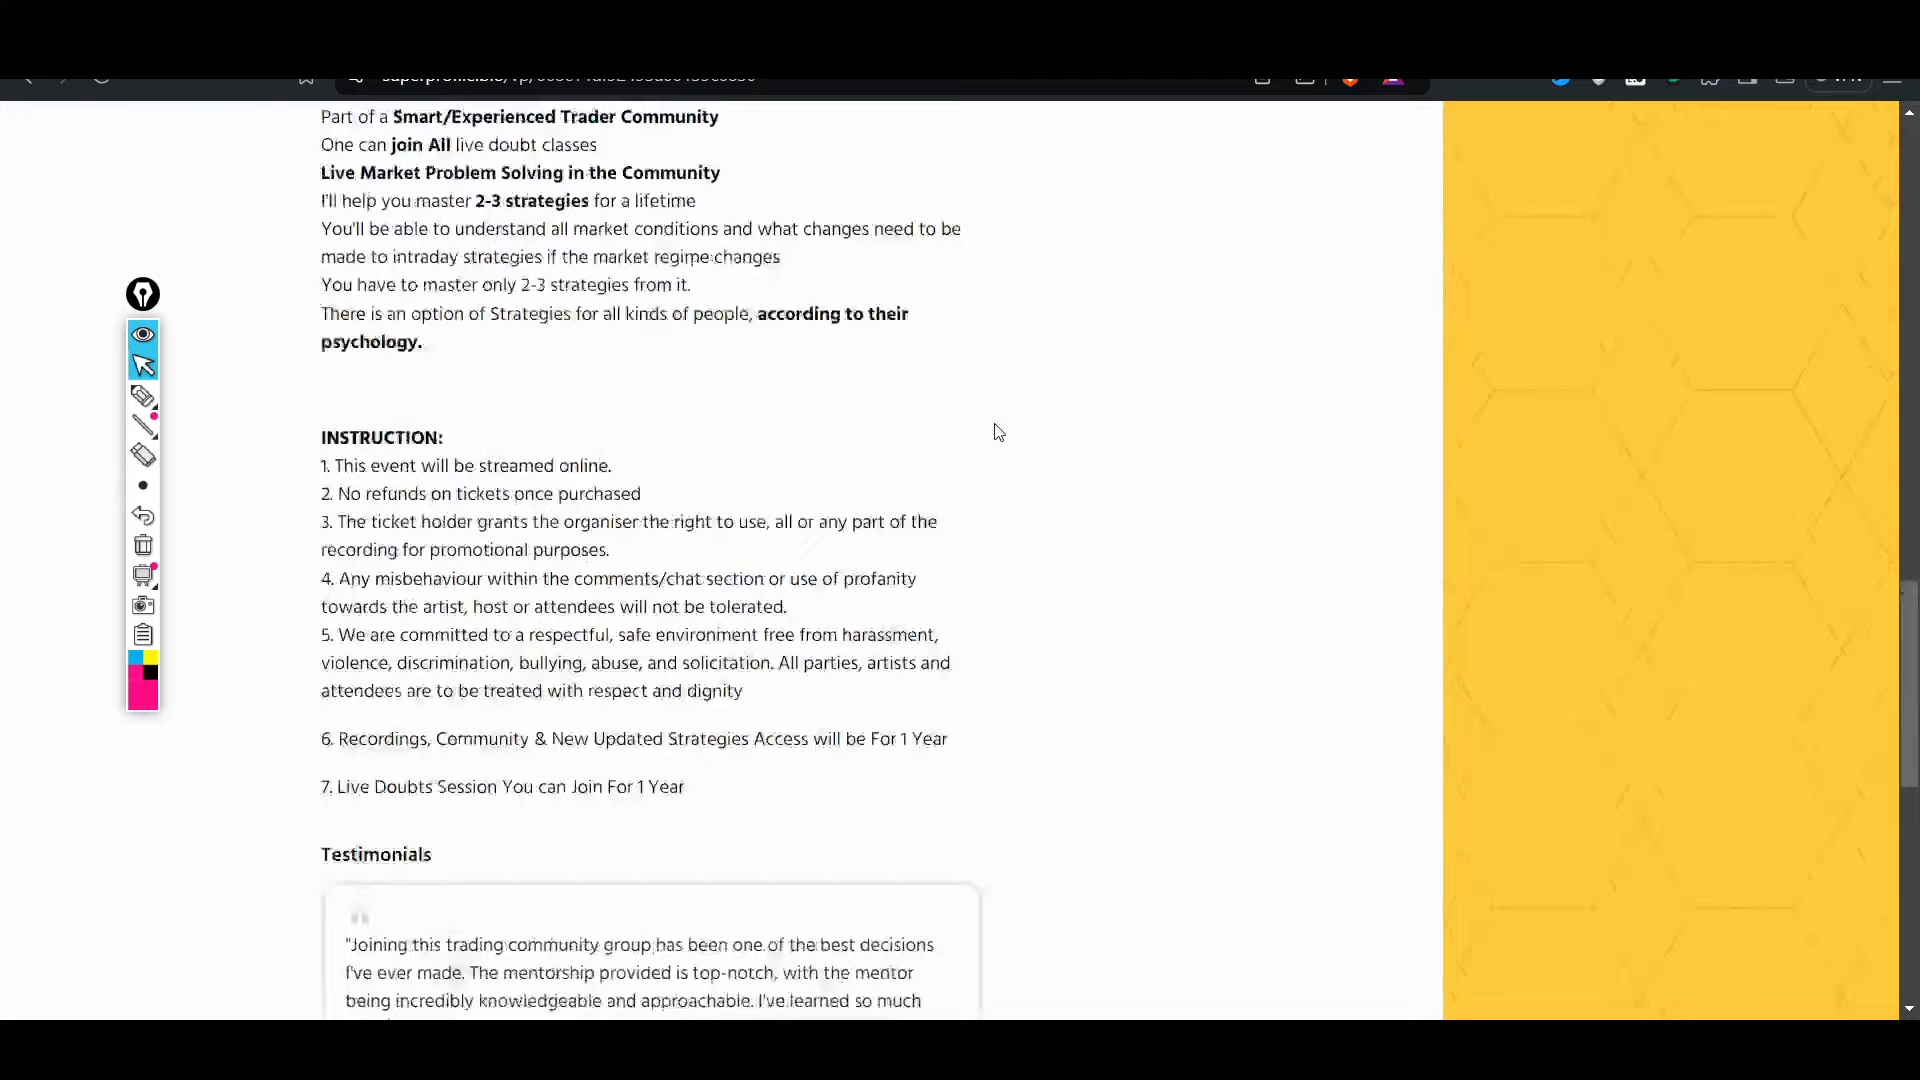 Part of a Smart/Experienced Trader Community
One can join All live doubt classes
Live Market Problem Solving in the Community
I'll help you master 2-3 strategies for a lifetime
You'll be able to understand all market conditions and what changes need to be
made to intraday strategies if the market regime changes
You have to master only 2-3 strategies from it.
There is an option of Strategies for all kinds of people, according to their
psychology.
INSTRUCTION:
1. This event will be streamed online.
2. No refunds on tickets once purchased
3. The ticket holder grants the organiser the right to use, all or any part of the
recording for promotional purposes.
4. Any misbehaviour within the comments/chat section or use of profanity
towards the artist, host or attendees will not be tolerated.
5. We are committed to a respectful, safe environment free from harassment,
violence, discrimination, bullying, abuse, and solicitation. All parties, artists and
attendees are to be treated with respect and dignity
6. Recordings, Community & New Updated Strategies Access will be For 1 Year
7. Live Doubts Session You can Join For 1 Year
Testimonials
"Joining this trading community group has been one of the best decisions
I've ever made. The mentorship provided is top-notch, with the mentor
being incredibly knowledgeable and approachable. I've learned so much